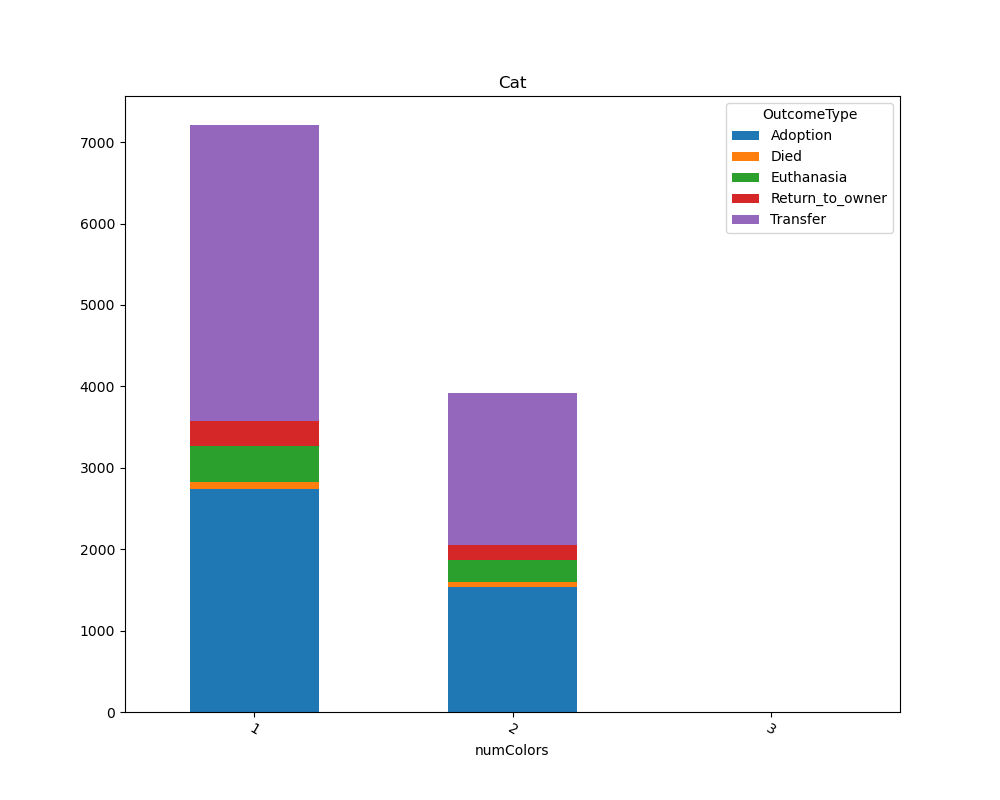 Cat
OutcomeType
Adoption
Died
Euthanasia
Return_to_owner
Transfer
7000
6000
5000
4000
3000
2000
1000
0
1
2
3
numColors